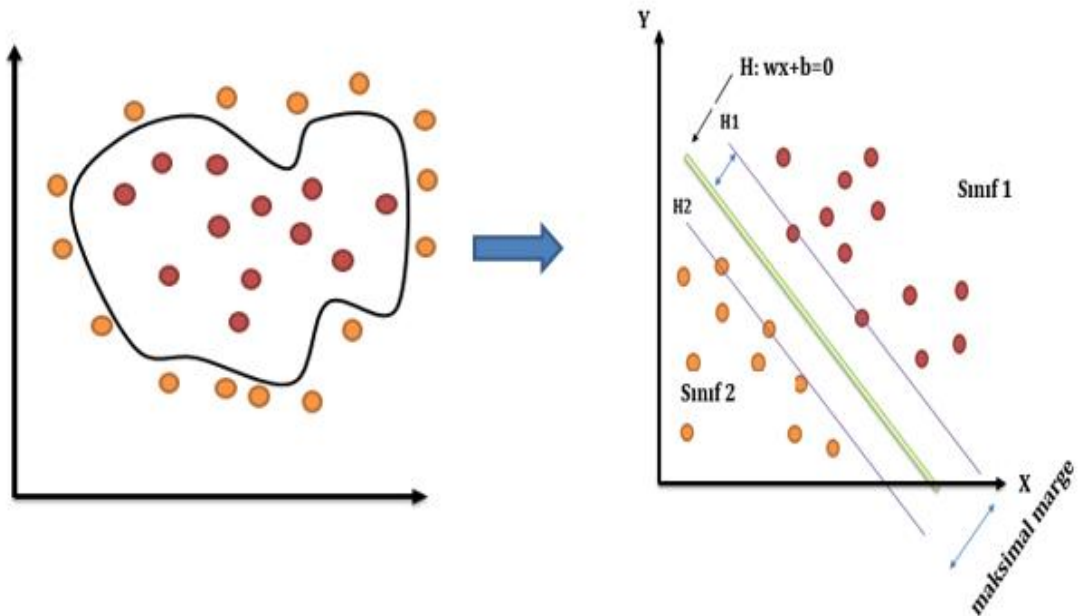 Y
H: wx+b=0
H1
H2
Sınıf 1
Sınıf 2
X
maksimal marge